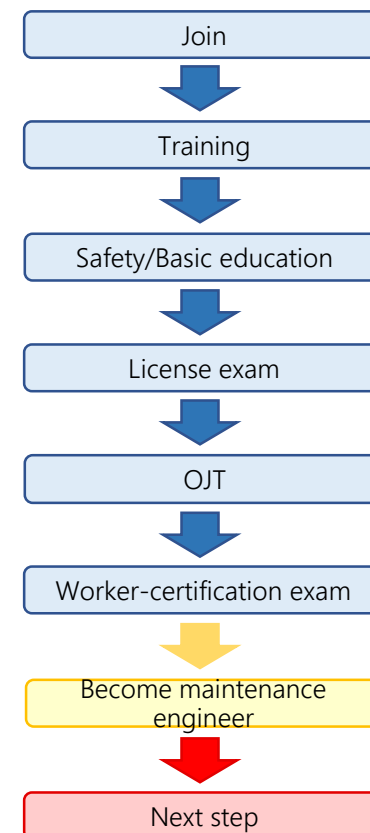 Join
Training
Safety/Basic education
License exam
OJT
Worker-certification exam
Become maintenance
engineer
Next step